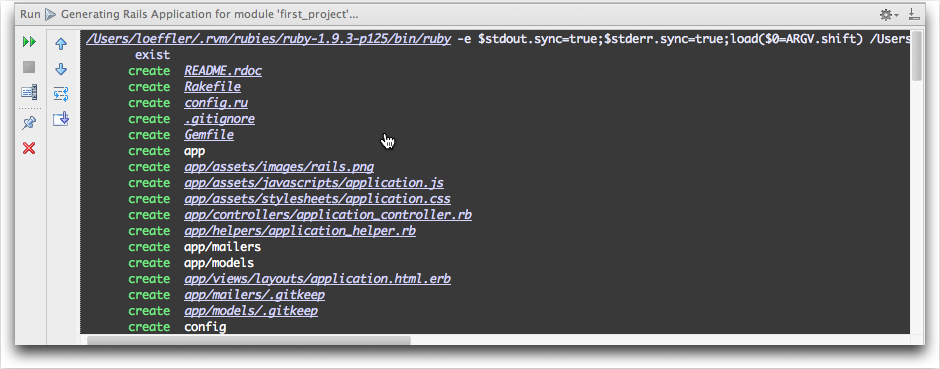 Run Generating Rails Application for module 'first_project'...
/Users/loeffler/.rvm/rubies/ruby-1.9.3-p125/bin/ruby -e $stdout.sync=true;$stderr.sync=true;load($0=ARGV.shift) /Users
exist
create README.rdoc
create Rakefile
create config.ru
create .gitignore
create Gemfile
create app
create app/assets/images/rails.png
create app/assets/javascripts/application.js
create app/assets/stylesheets/application.css
create app/controllers/application_controller.rb
create app/helpers/application_helper.rb
create app/mailers
create app/models
create app/views/layouts/application.html.erb
create app/mailers/.gitkeep
create app/models/.gitkeep
create config